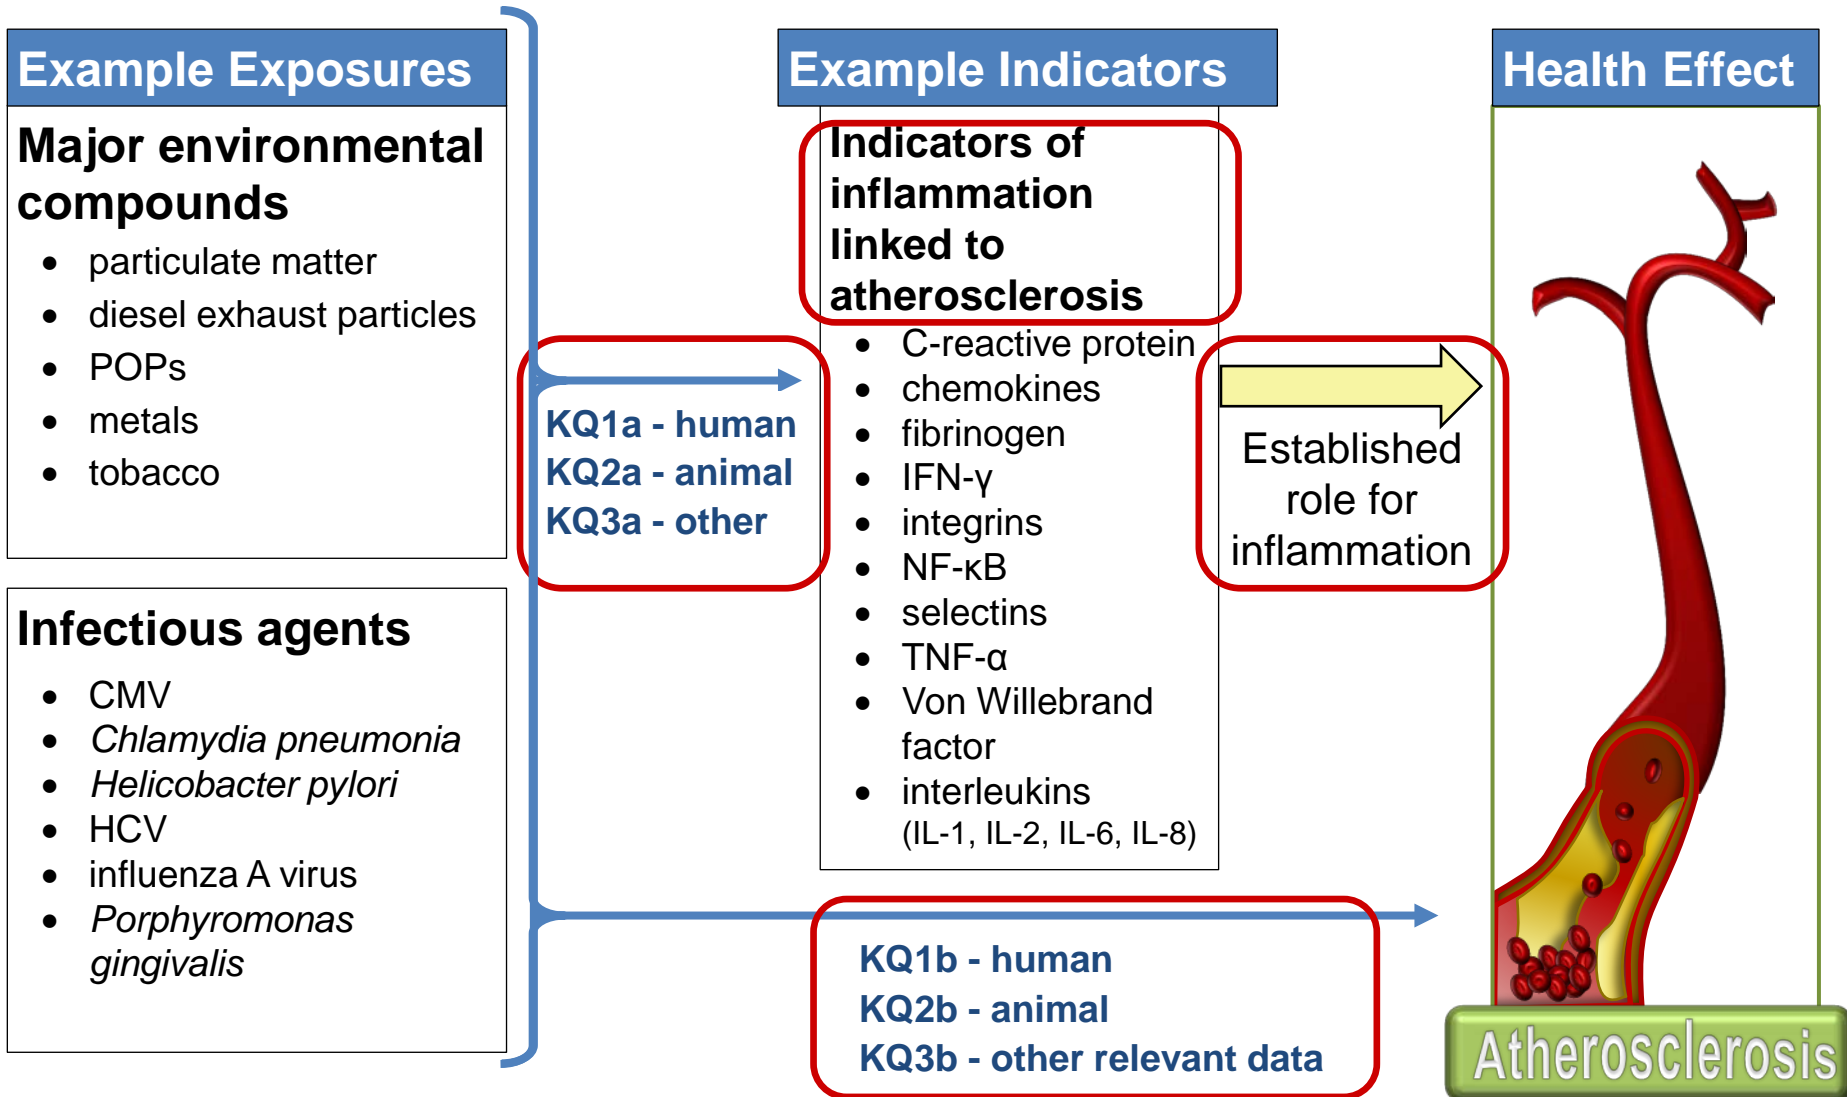 Example Exposures
Major environmental
compounds
• particulate matter
• diesel exhaust particles
• POPs
• metals
• tobacco
Infectious agents
• CMV
• Chlamydia pneumonia
• Helicobacter pylori
• HCV
• influenza A virus
• Porphyromonas
gingivalis
KQ1a - human
KQ2a - animal
KQ3a - other
Example Indicators
Indicators of
inflammation
linked to
atherosclerosis
• C-reactive protein
• chemokines
• fibrinogen
• IFN-γ
• integrins
• NF-κB
• selectins
• TNF-α
• Von Willebrand
factor
• interleukins
(IL-1, IL-2, IL-6, IL-8)
Established
role for
inflammation
KQ1b - human
KQ2b - animal
KQ3b - other relevant data
Health Effect
Atherosclerosis